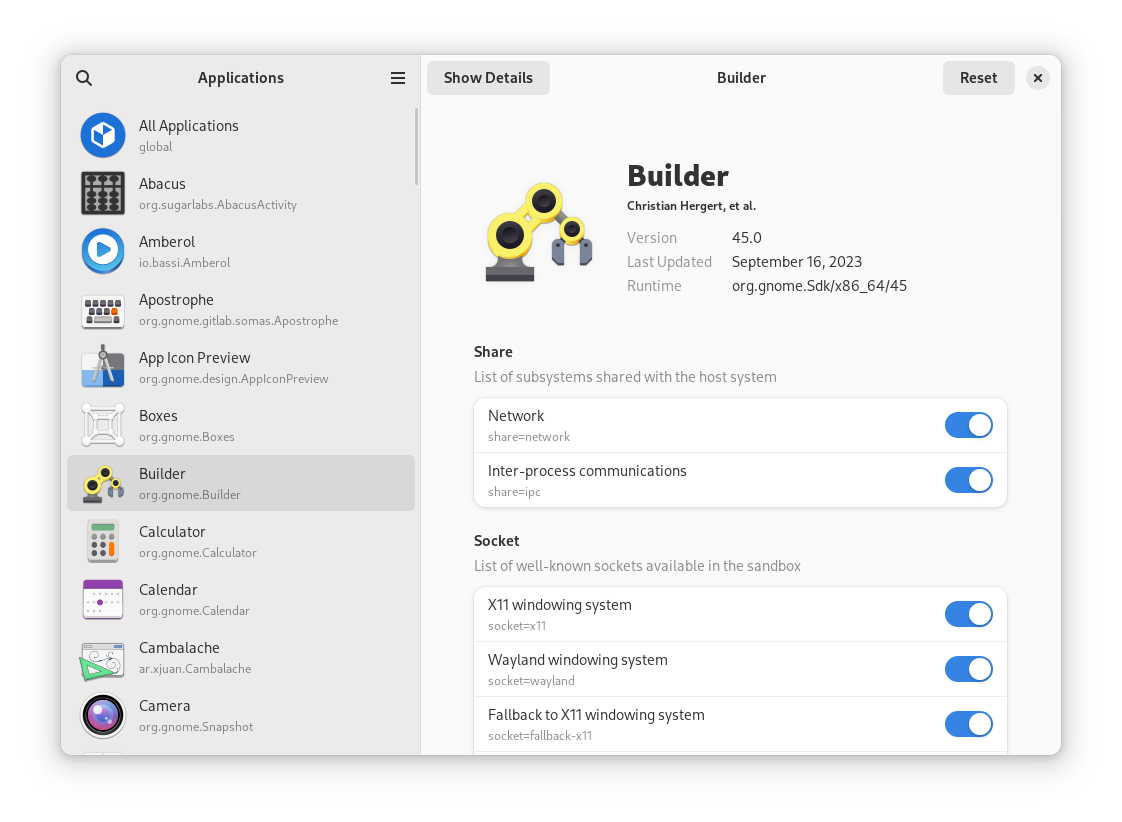 Applications
All Applications
global
Abacus
org.sugarlabs.AbacusActivity
Amberol
io.bassi.Amberol
Apostrophe
org.gnome.gitlab.somas.Apostrophe
App Icon Preview
org.gnome.design.AppIconPreview
Boxes
org.gnome.Boxes
Builder
org.gnome.Builder
Calculator
org.gnome.Calculator
Calendar
org.gnome.Calendar
Cambalache
ar.xjuan.Cambalache
Camera
org.gnome.Snapshot
Show Details
Builder
Reset
Builder
Christian Hergert, et al.
Version 45.0
Last Updated September 16, 2023
Runtime org.gnome.Sdk/x86_64/45
Share
List of subsystems shared with the host system
Network
share=network
Inter-process communications
share=ipc
Socket
List of well-known sockets available in the sandbox
X11 windowing system
socket=x11
Wayland windowing system
socket=wayland
Fallback to X11 windowing system
socket=fallback-x11